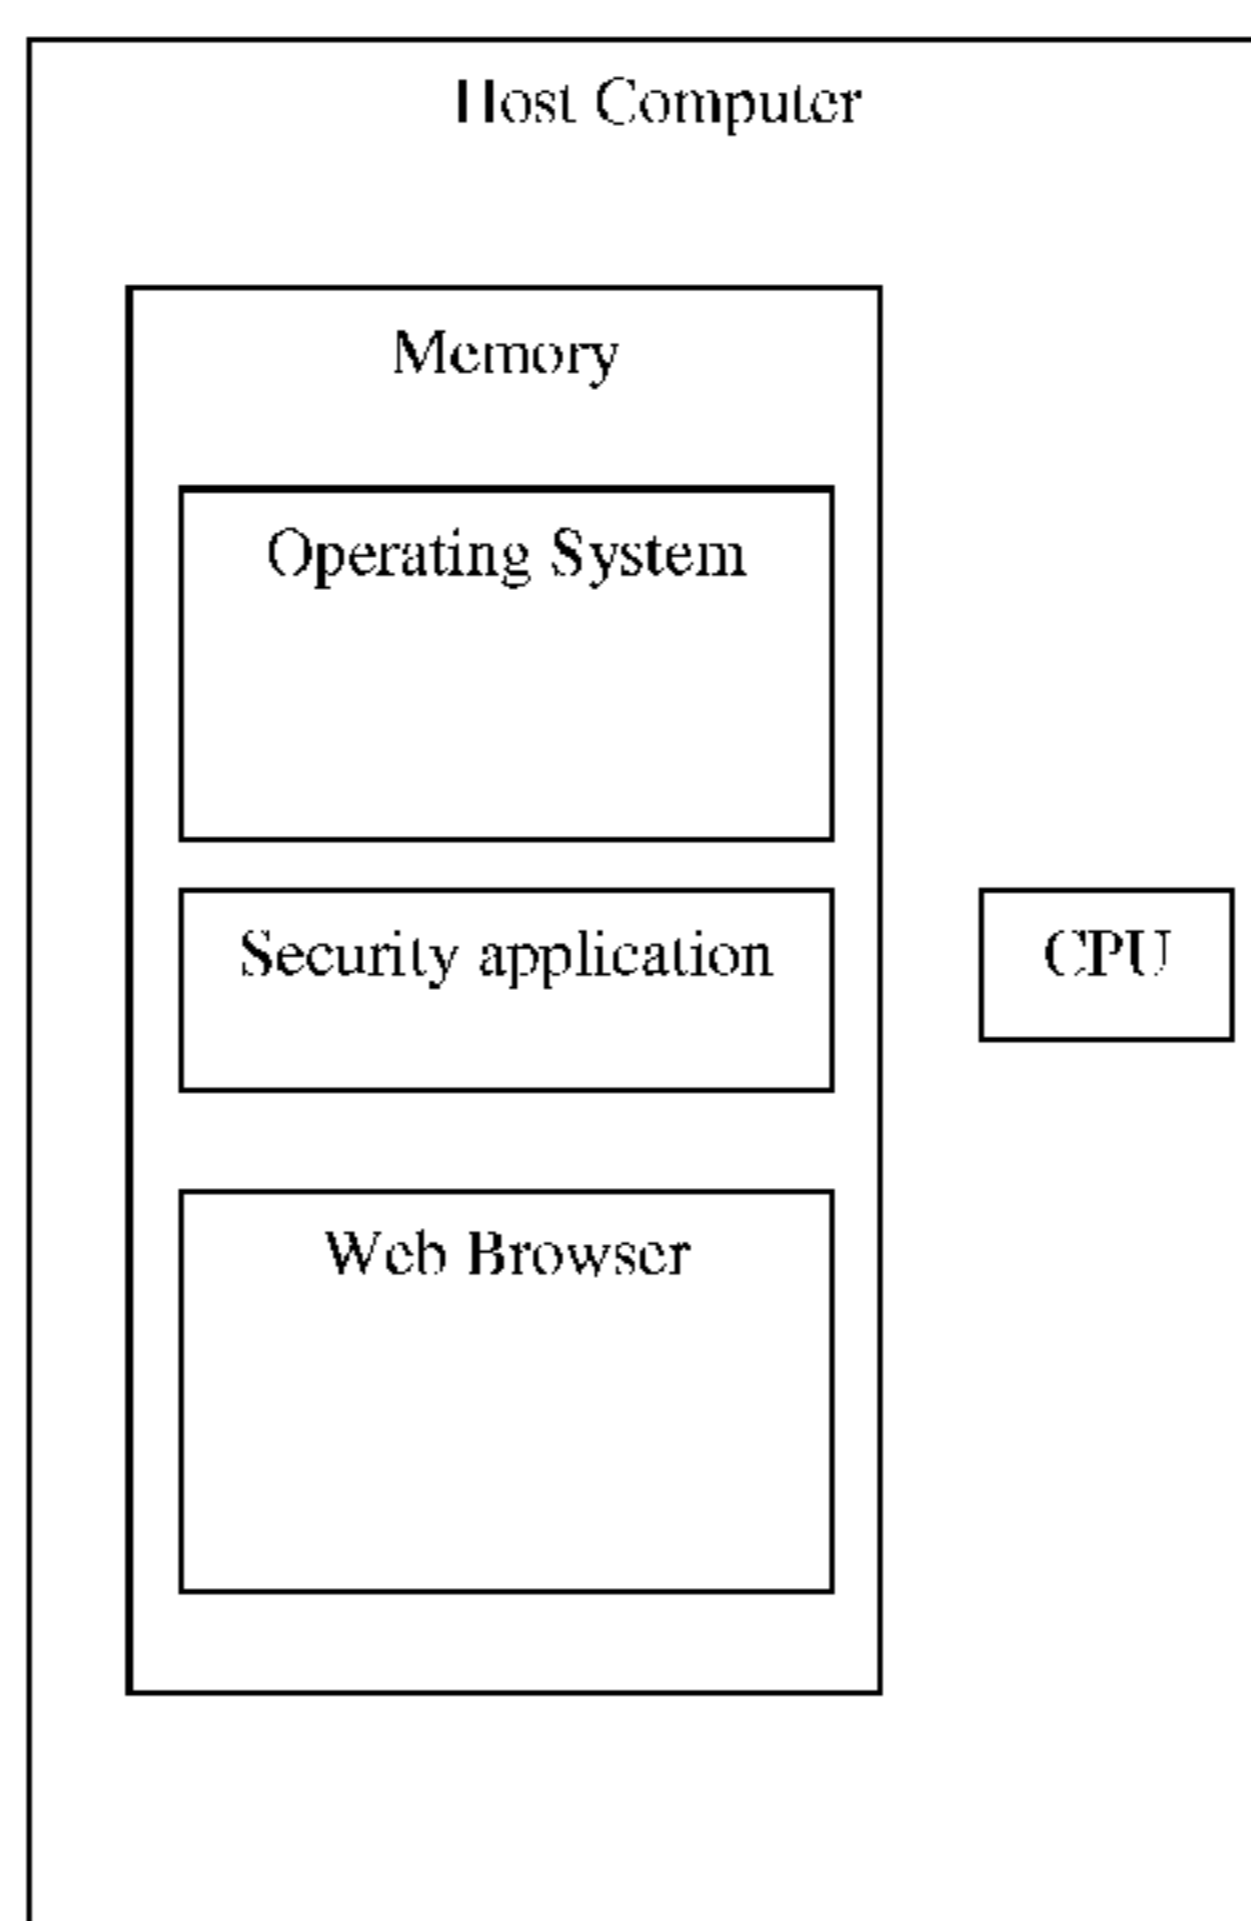 Host Computer
Memory
Operating System
Security application
CPU
Web Browser